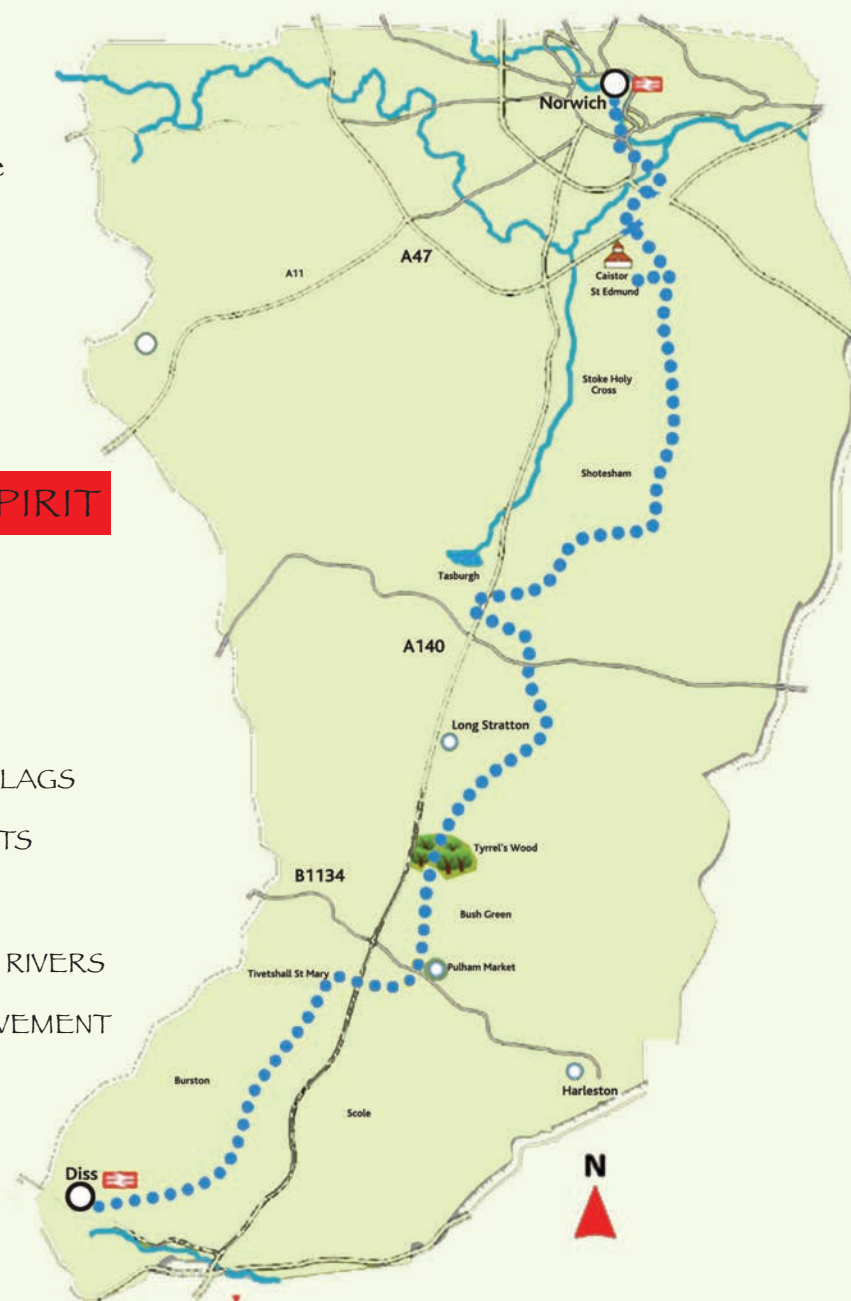 e
PIRIT
LAGS
TS
RIVERS
VEMENT
Norwich
A47
A11
Caistor
St Edmund
Stoke Holy
Cross
Shotesham
Tasburgh
A140
Long Stratton
Tyrrel's Wood
B1134
Bush Green
Tivetshall St Mary
Pulham Market
Burston
Harleston
Scole
Diss
N